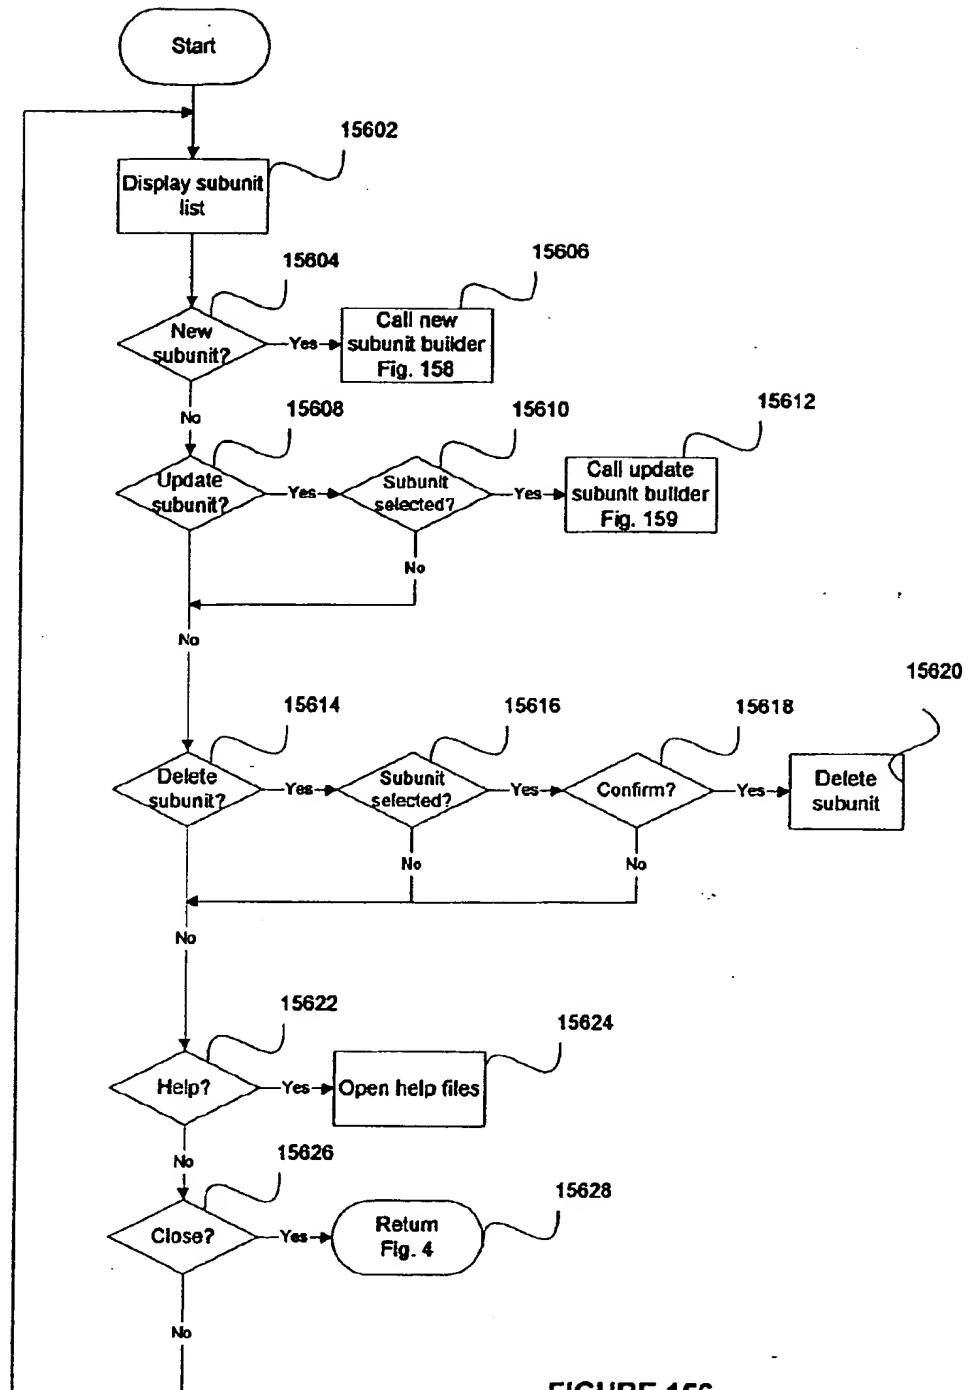 Start
15602
Display subunit
list
15604
15606
New
subunit?
Yes
Call new
subunit builder
Fig. 158
No
15608
15610
15612
Update
subunit?
Yes
Subunit
selected?
Yes
Call update
subunit builder
Fig. 159
No
No
15614
15616
15618
15620
Delete
subunit?
Yes
Subunit
selected?
Yes
Confirm?
Yes
Delete
subunit
No
No
No
15622
15624
Help?
Yes
Open help files
No
15626
15628
Close?
Yes
Return
Fig. 4
No
FIGURE 156